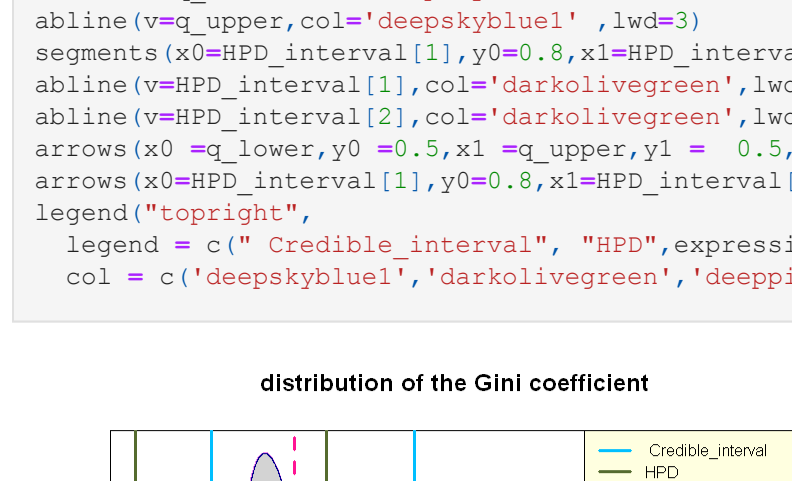 abline(v=q_upper,col='deepskyblue1' ,lwd=3)
segments(x0=HPD_interval[1],y0=0.8,x1=HPD_interva
abline(v=HPD_interval[1],col='darkolivegreen',lwd
abline(v=HPD_interval[2],col='darkolivegreen',lwd
arrows(x0 =q_lower,y0 =0.5,x1 =q_upper,y1 =  0.5,
arrows(x0=HPD_interval[1],y0=0.8,x1=HPD_interval[
legend("topright",
  legend = c(" Credible_interval", "HPD",expressi
  col = c('deepskyblue1','darkolivegreen','deeppi
distribution of the Gini coefficient
Credible_interval
HPD